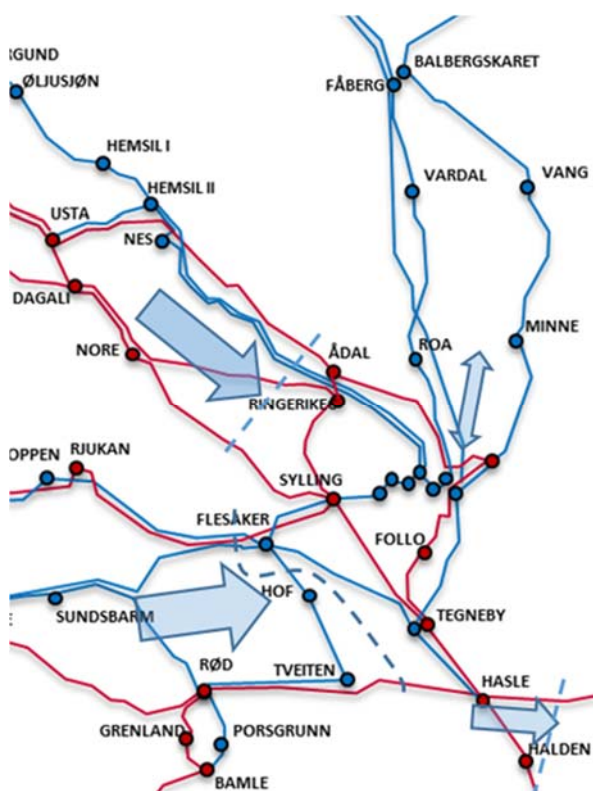 RGUND
ØLJUSJØN
BALBERGSKARET
FÅBERG
HEMSIL I
HEMSIL II
VARDAL
VANG
USTA
NES
DAGALI
NORE
ÅDAL
ROA
MINNE
RINGERIKES
OPPEN
RJUKAN
SYLLING
FLESAKER
FOLLO
HOF
SUNDSBARM
TEGNEBY
RØD
TVEITEN
HASLE
GRENLAND
PORSGRUNN
HALDEN
BAMLE